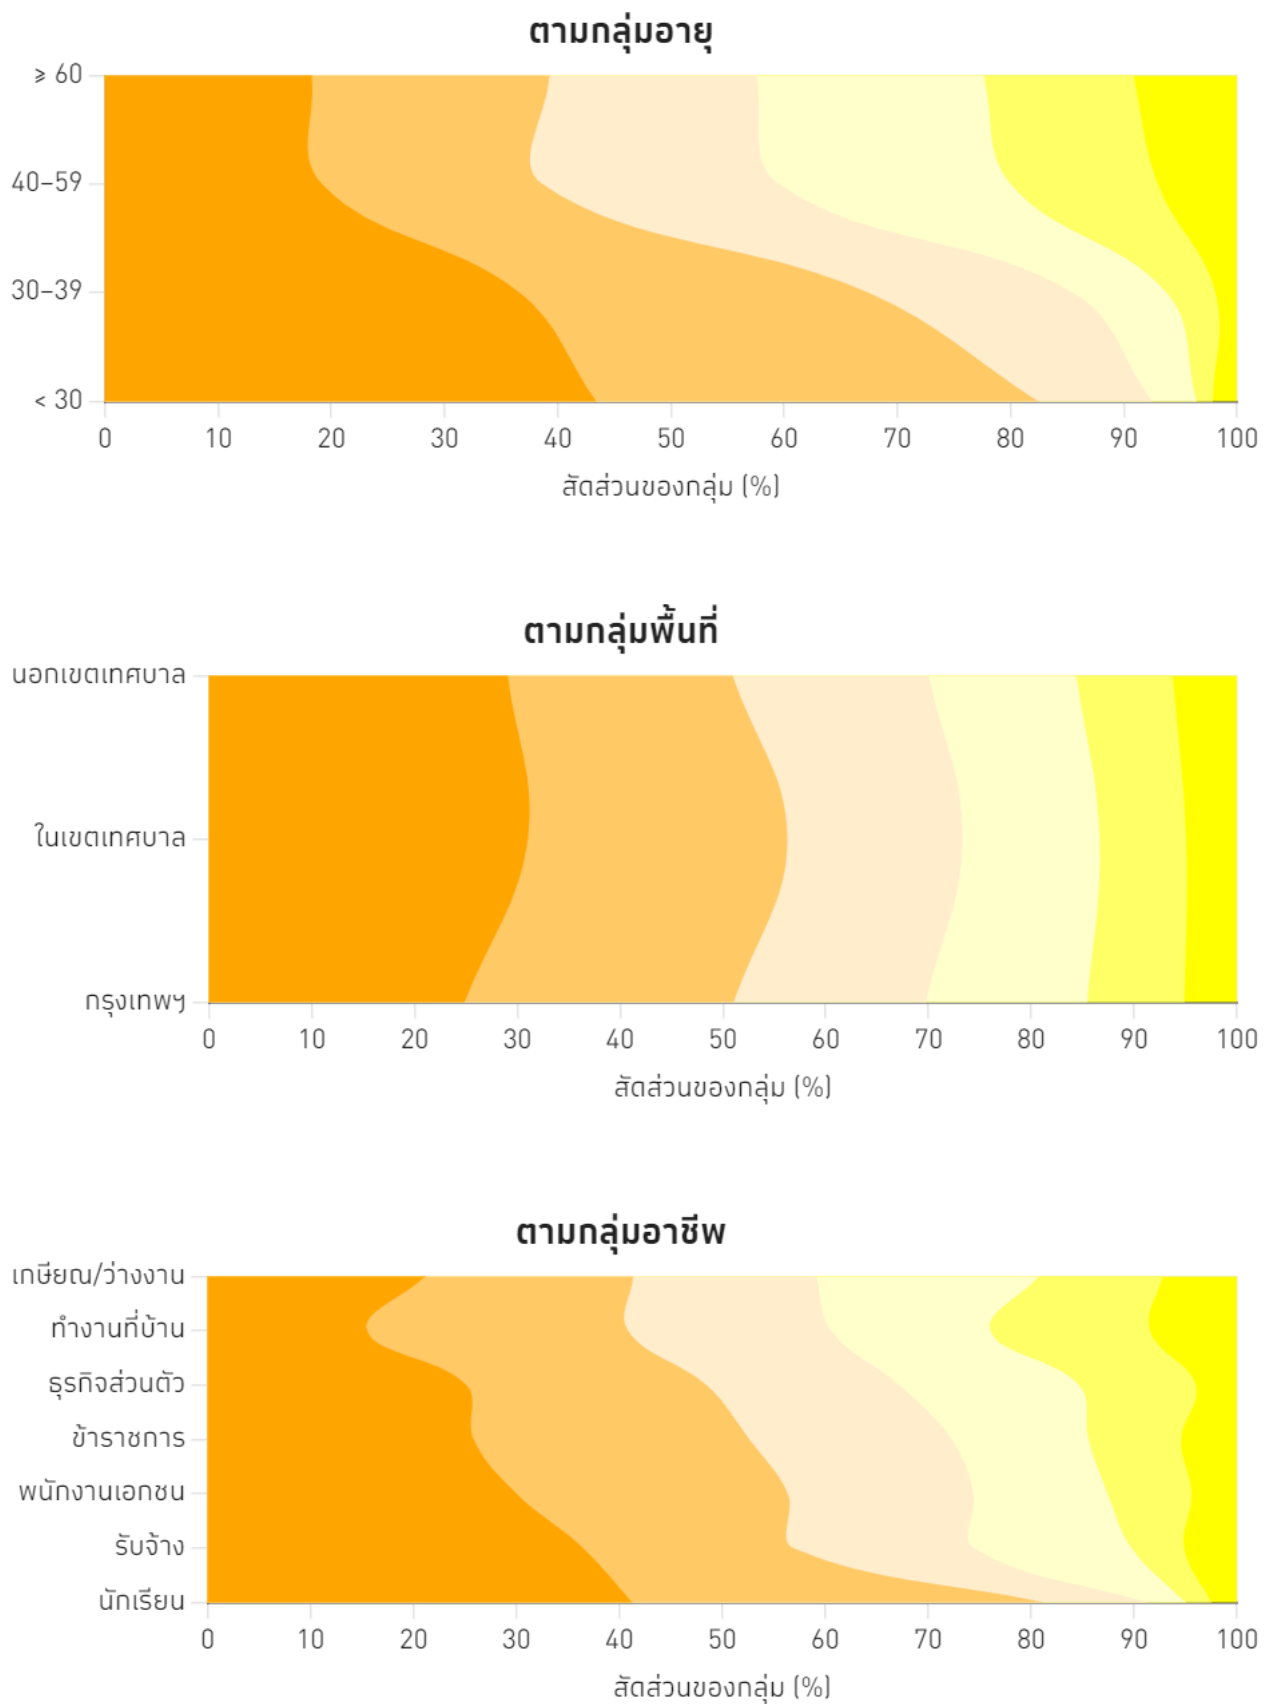 ตามกลุ่มอายุ
⩾ 60
40–59
30–39
< 30
0 10 20 30 40 50 60 70 80 90 100
สัดส่วนของกลุ่ม (%)
ตามกลุ่มพื้นที่
นอกเขตเทศบาล
ในเขตเทศบาล
กรุงเทพฯ
0 10 20 30 40 50 60 70 80 90 100
สัดส่วนของกลุ่ม (%)
ตามกลุ่มอาชีพ
เกษียณ/ว่างงาน
ทำงานที่บ้าน
ธุรกิจส่วนตัว
ข้าราชการ
พนักงานเอกชน
รับจ้าง
นักเรียน
0 10 20 30 40 50 60 70 80 90 100
สัดส่วนของกลุ่ม (%)